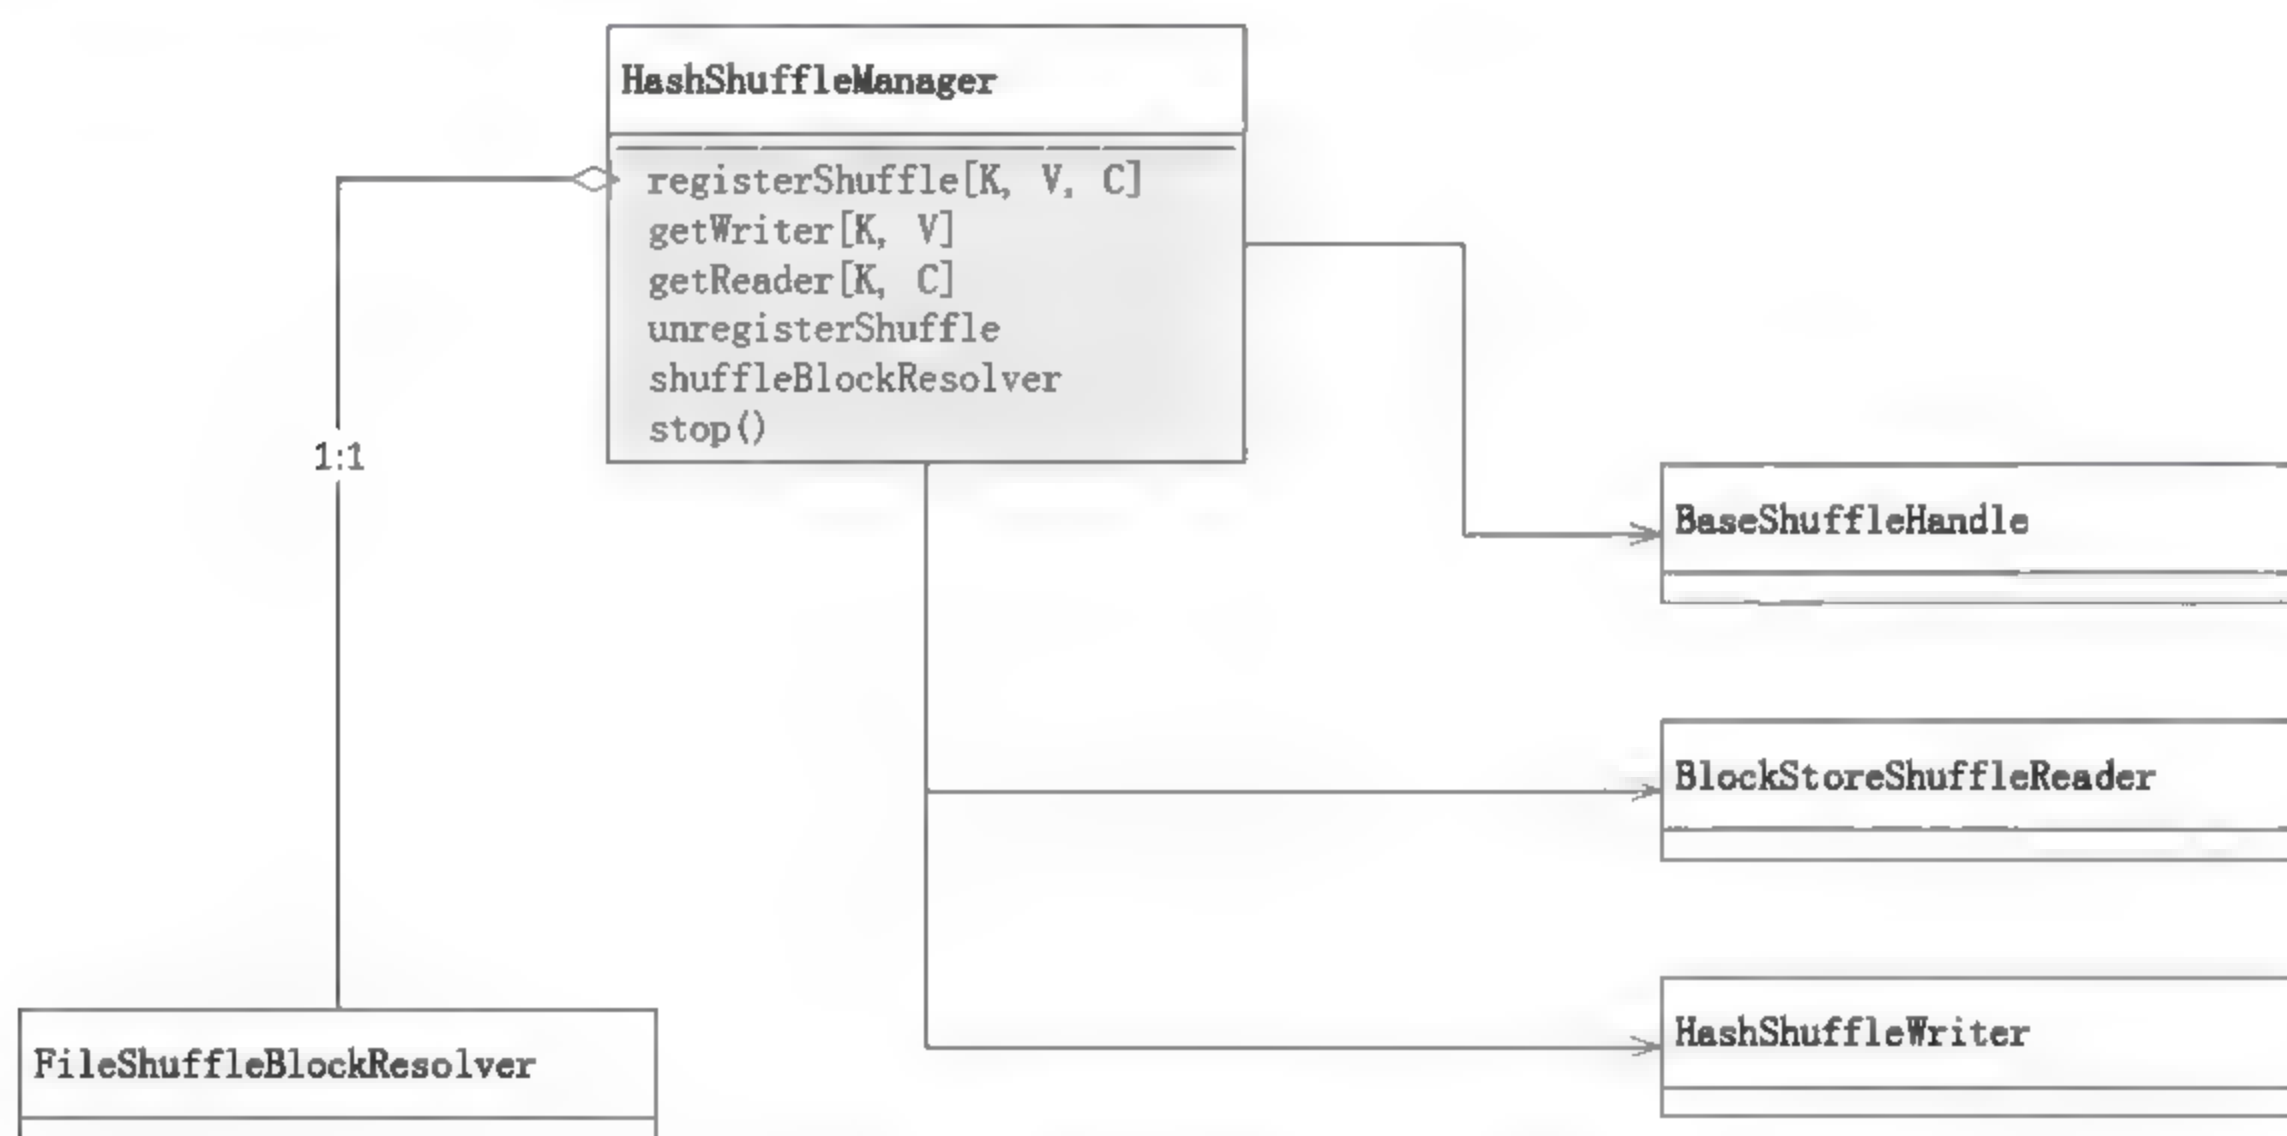 HashShuffleManager
registerShuffle[K, V, C]
getWriter[K, V]
getReader[K, C]
unregisterShuffle
shuffleBlockResolver
stop()
1:1
BaseShuffleHandle
BlockStoreShuffleReader
HashShuffleWriter
FileShuffleBlockResolver